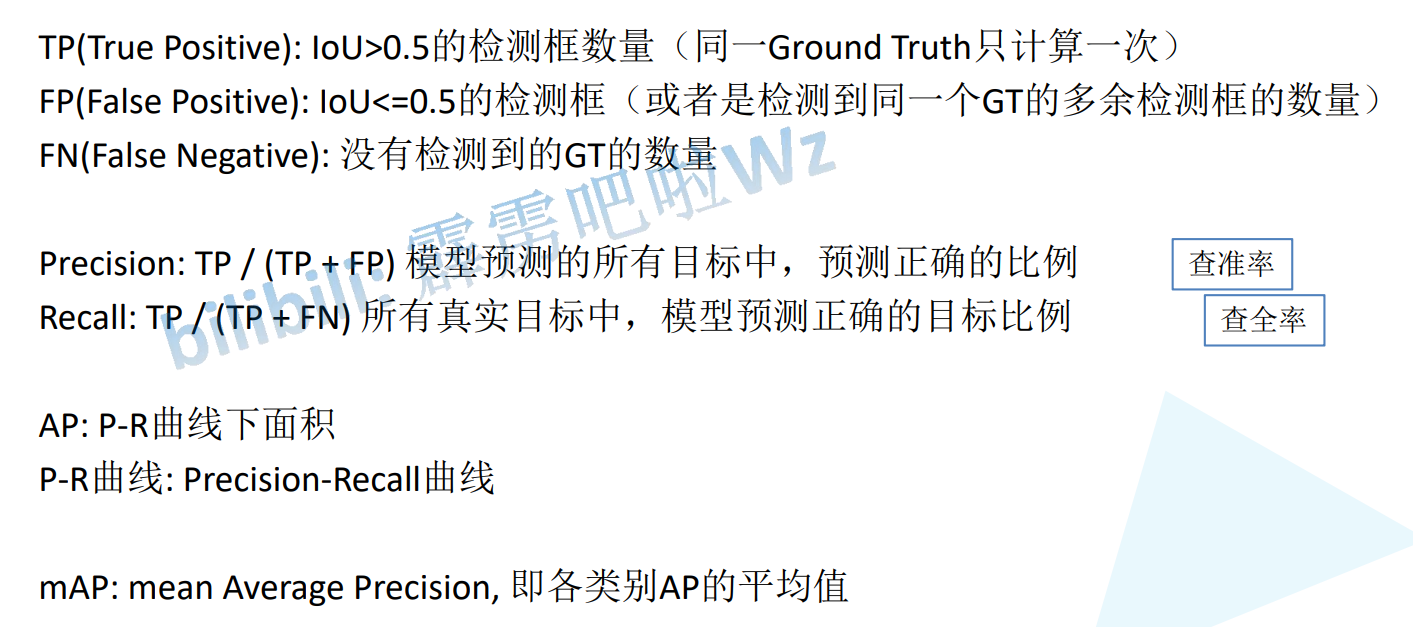 TP(True Positive): IoU>0.5的检测框数量（同一Ground Truth只计算一次）
FP(False Positive): IoU<=0.5的检测框（或者是检测到同一个GT的多余检测框的数量）
FN(False Negative): 没有检测到的GT的数量
bilibili: 霹雳吧啦Wz
Precision: TP / (TP + FP) 模型预测的所有目标中，预测正确的比例
查准率
Recall: TP / (TP + FN) 所有真实目标中，模型预测正确的目标比例
查全率
AP: P-R曲线下面积
P-R曲线: Precision-Recall曲线
mAP: mean Average Precision, 即各类别AP的平均值